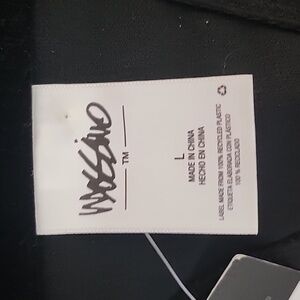 MOSSIMO
TM
L
MADE IN CHINA
HECHO EN CHINA
LABEL MADE FROM 100% RECYCLED PLASTIC
ETIQUETA ELABORADA CON PLÁSTICO
100 % RECICLADO